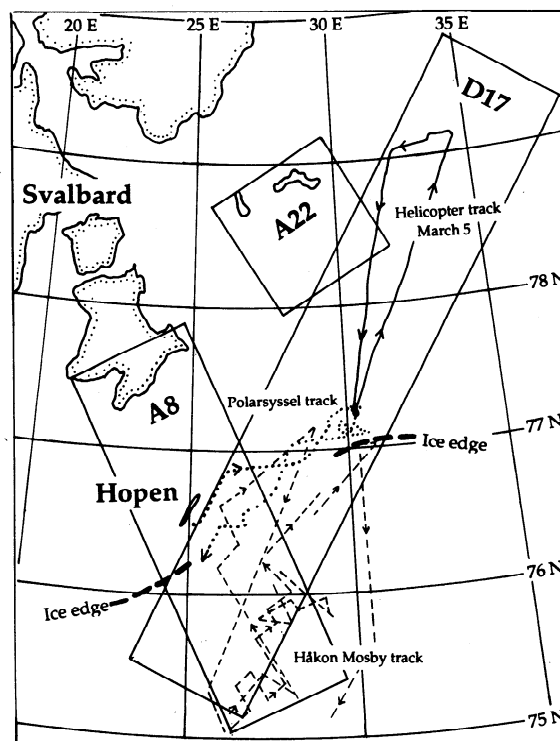 20 E
25 E
30 E
35 E
D17
Svalbard
A22
Helicopter track
March 5
78 N
A8
Polarsyssel track
77 N
Ice edge
Hopen
76 N
Ice edge
Håkon Mosby track
75 N